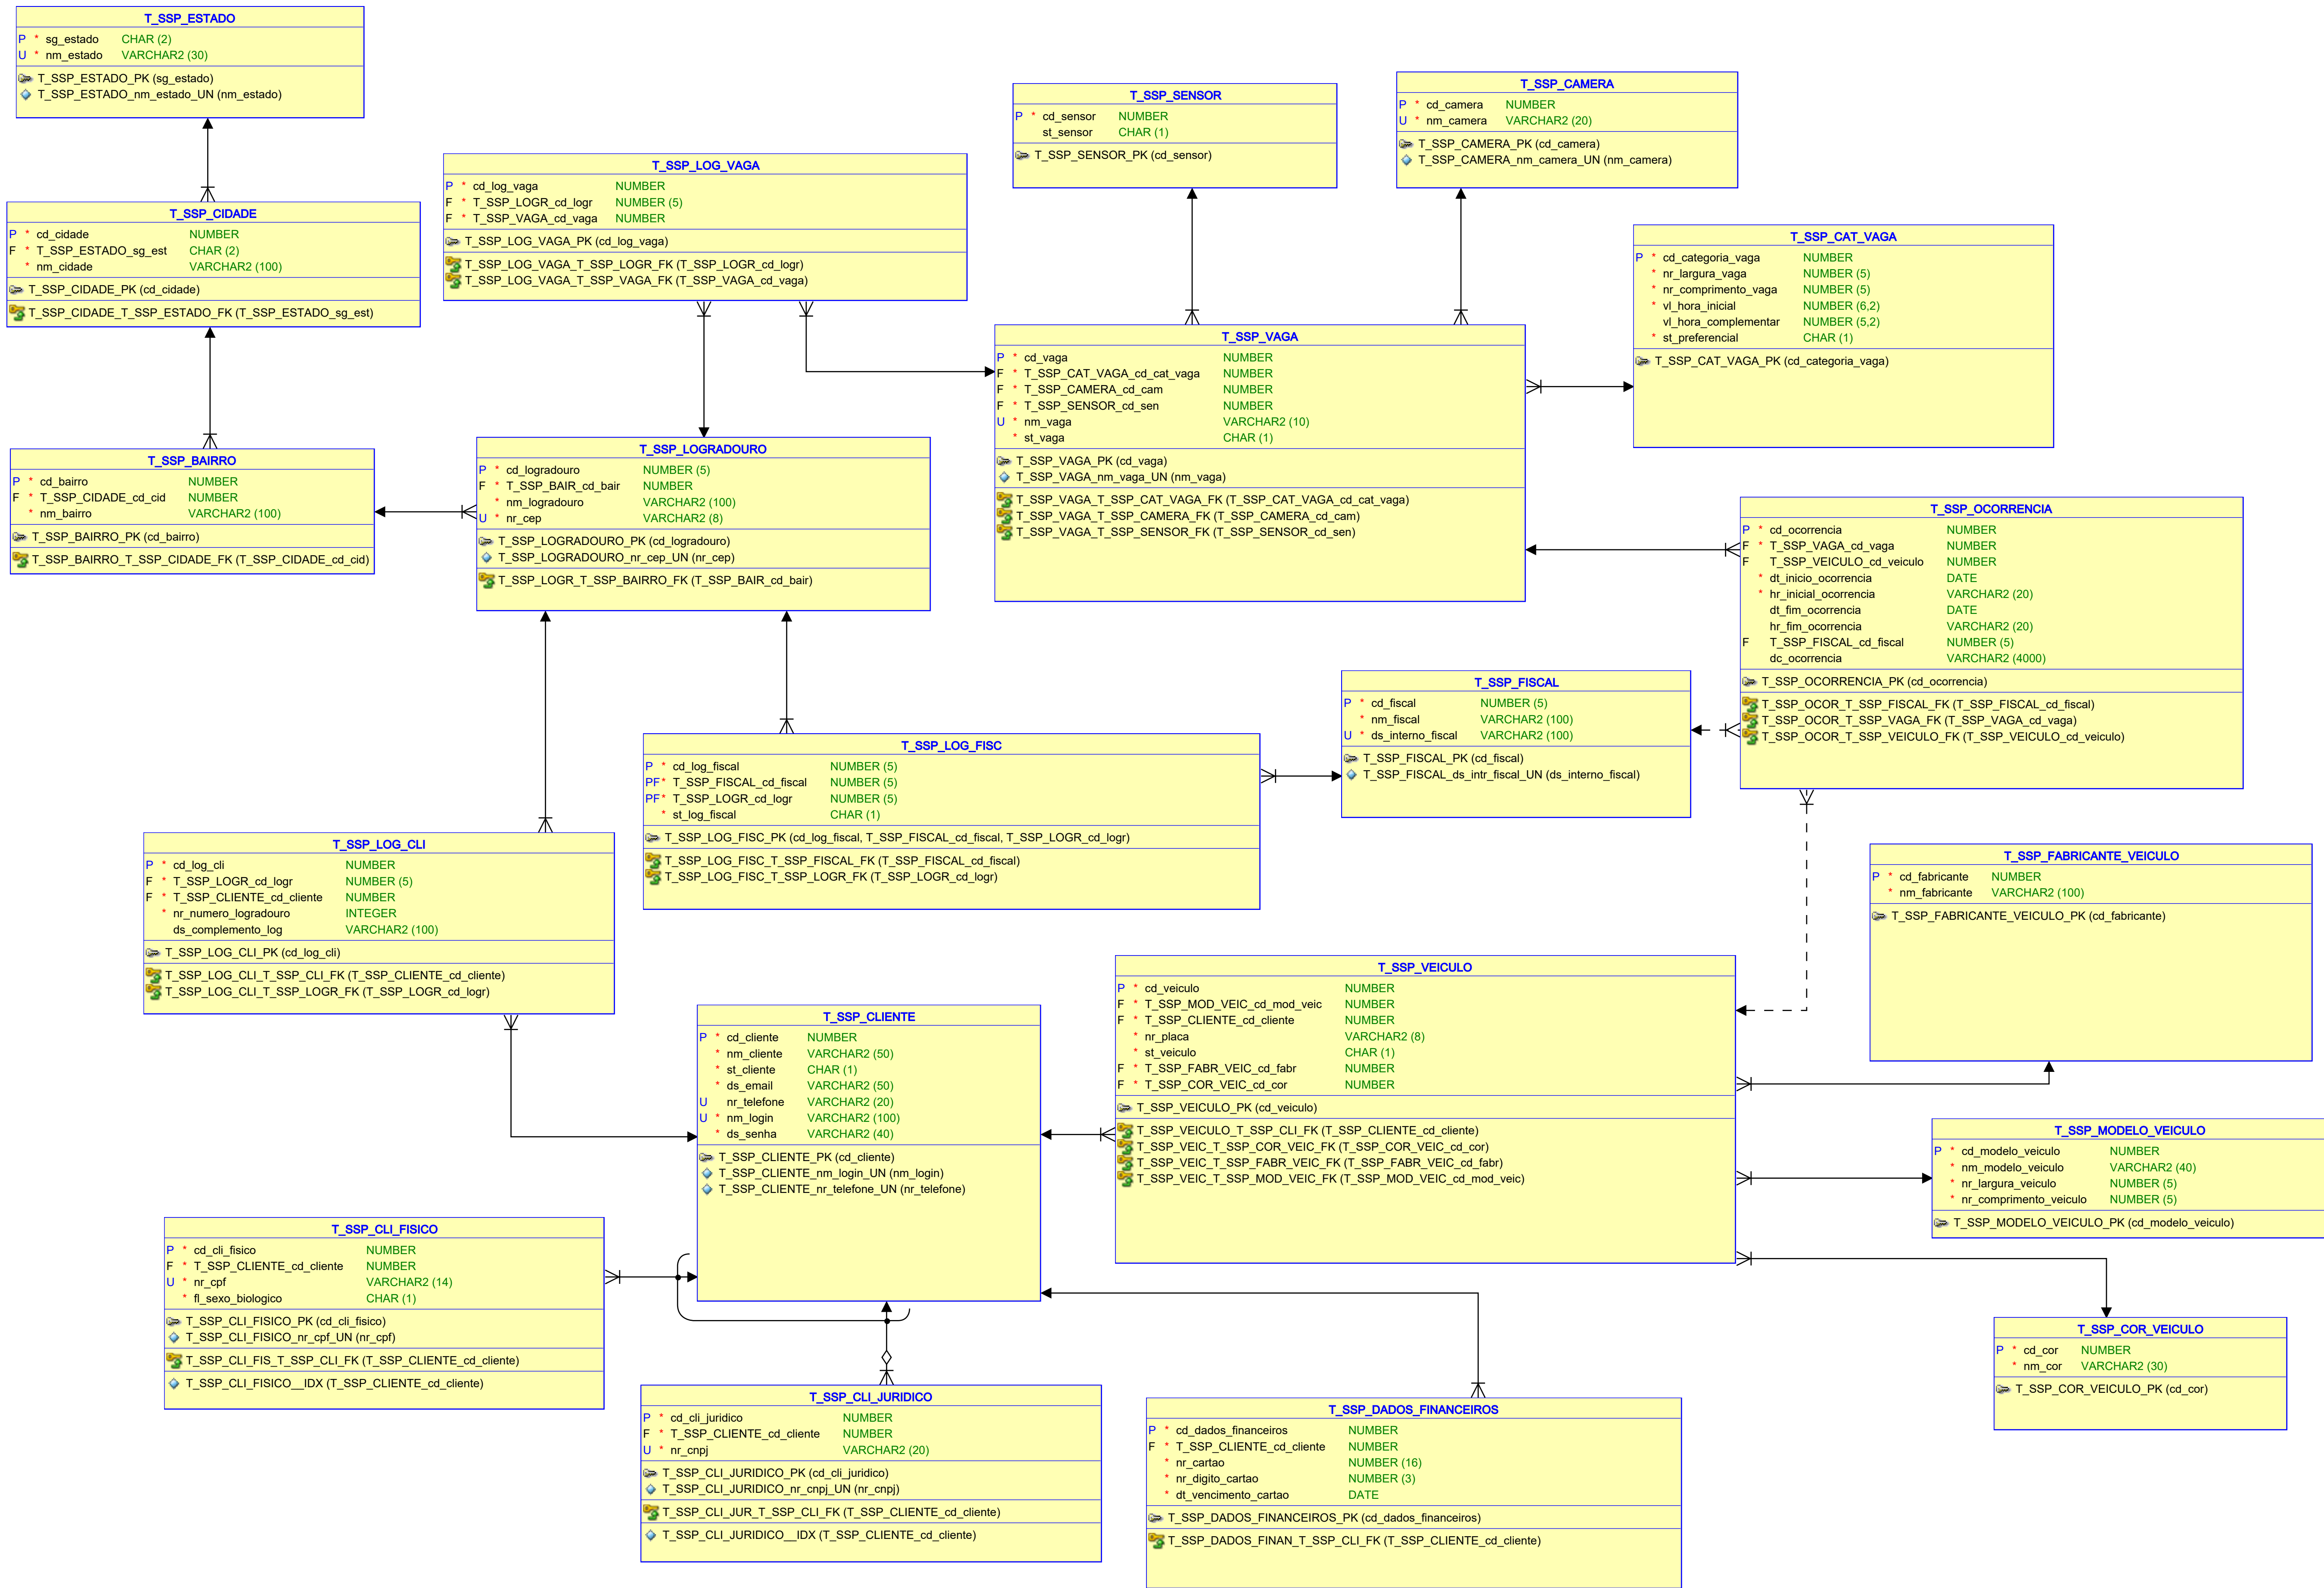 T_SSP_ESTADO
P * sg_estado CHAR (2)
U * nm_estado VARCHAR2 (30)
T_SSP_ESTADO_PK (sg_estado)
T_SSP_ESTADO_nm_estado_UN (nm_estado)
T_SSP_SENSOR
P * cd_sensor NUMBER
st_sensor CHAR (1)
T_SSP_SENSOR_PK (cd_sensor)
T_SSP_CAMERA
P * cd_camera NUMBER
U * nm_camera VARCHAR2 (20)
T_SSP_CAMERA_PK (cd_camera)
T_SSP_CAMERA_nm_camera_UN (nm_camera)
T_SSP_LOG_VAGA
P * cd_log_vaga NUMBER
F * T_SSP_LOGR_cd_logr NUMBER (5)
F * T_SSP_VAGA_cd_vaga NUMBER
T_SSP_LOG_VAGA_PK (cd_log_vaga)
T_SSP_LOG_VAGA_T_SSP_LOGR_FK (T_SSP_LOGR_cd_logr)
T_SSP_LOG_VAGA_T_SSP_VAGA_FK (T_SSP_VAGA_cd_vaga)
T_SSP_CIDADE
P * cd_cidade NUMBER
F * T_SSP_ESTADO_sg_est CHAR (2)
* nm_cidade VARCHAR2 (100)
T_SSP_CIDADE_PK (cd_cidade)
T_SSP_CIDADE_T_SSP_ESTADO_FK (T_SSP_ESTADO_sg_est)
T_SSP_CAT_VAGA
P * cd_categoria_vaga NUMBER
* nr_largura_vaga NUMBER (5)
* nr_comprimento_vaga NUMBER (5)
* vl_hora_inicial NUMBER (6,2)
vl_hora_complementar NUMBER (5,2)
* st_preferencial CHAR (1)
T_SSP_CAT_VAGA_PK (cd_categoria_vaga)
T_SSP_VAGA
P * cd_vaga NUMBER
F * T_SSP_CAT_VAGA_cd_cat_vaga NUMBER
F * T_SSP_CAMERA_cd_cam NUMBER
F * T_SSP_SENSOR_cd_sen NUMBER
U * nm_vaga VARCHAR2 (10)
* st_vaga CHAR (1)
T_SSP_VAGA_PK (cd_vaga)
T_SSP_VAGA_nm_vaga_UN (nm_vaga)
T_SSP_VAGA_T_SSP_CAT_VAGA_FK (T_SSP_CAT_VAGA_cd_cat_vaga)
T_SSP_VAGA_T_SSP_CAMERA_FK (T_SSP_CAMERA_cd_cam)
T_SSP_VAGA_T_SSP_SENSOR_FK (T_SSP_SENSOR_cd_sen)
T_SSP_BAIRRO
P * cd_bairro NUMBER
F * T_SSP_CIDADE_cd_cid NUMBER
* nm_bairro VARCHAR2 (100)
T_SSP_BAIRRO_PK (cd_bairro)
T_SSP_BAIRRO_T_SSP_CIDADE_FK (T_SSP_CIDADE_cd_cid)
T_SSP_LOGRADOURO
P * cd_logradouro NUMBER (5)
F * T_SSP_BAIR_cd_bair NUMBER
* nm_logradouro VARCHAR2 (100)
U * nr_cep VARCHAR2 (8)
T_SSP_LOGRADOURO_PK (cd_logradouro)
T_SSP_LOGRADOURO_nr_cep_UN (nr_cep)
T_SSP_LOGR_T_SSP_BAIRRO_FK (T_SSP_BAIR_cd_bair)
T_SSP_OCORRENCIA
P * cd_ocorrencia NUMBER
F * T_SSP_VAGA_cd_vaga NUMBER
F T_SSP_VEICULO_cd_veiculo NUMBER
* dt_inicio_ocorrencia DATE
* hr_inicial_ocorrencia VARCHAR2 (20)
dt_fim_ocorrencia DATE
hr_fim_ocorrencia VARCHAR2 (20)
F T_SSP_FISCAL_cd_fiscal NUMBER (5)
dc_ocorrencia VARCHAR2 (4000)
T_SSP_OCORRENCIA_PK (cd_ocorrencia)
T_SSP_OCOR_T_SSP_FISCAL_FK (T_SSP_FISCAL_cd_fiscal)
T_SSP_OCOR_T_SSP_VAGA_FK (T_SSP_VAGA_cd_vaga)
T_SSP_OCOR_T_SSP_VEICULO_FK (T_SSP_VEICULO_cd_veiculo)
T_SSP_FISCAL
P * cd_fiscal NUMBER (5)
* nm_fiscal VARCHAR2 (100)
U * ds_interno_fiscal VARCHAR2 (100)
T_SSP_FISCAL_PK (cd_fiscal)
T_SSP_FISCAL_ds_intr_fiscal_UN (ds_interno_fiscal)
T_SSP_LOG_FISC
P * cd_log_fiscal NUMBER (5)
PF* T_SSP_FISCAL_cd_fiscal NUMBER (5)
PF* T_SSP_LOGR_cd_logr NUMBER (5)
* st_log_fiscal CHAR (1)
T_SSP_LOG_FISC_PK (cd_log_fiscal, T_SSP_FISCAL_cd_fiscal, T_SSP_LOGR_cd_logr)
T_SSP_LOG_FISC_T_SSP_FISCAL_FK (T_SSP_FISCAL_cd_fiscal)
T_SSP_LOG_FISC_T_SSP_LOGR_FK (T_SSP_LOGR_cd_logr)
T_SSP_LOG_CLI
P * cd_log_cli NUMBER
F * T_SSP_LOGR_cd_logr NUMBER (5)
F * T_SSP_CLIENTE_cd_cliente NUMBER
* nr_numero_logradouro INTEGER
ds_complemento_log VARCHAR2 (100)
T_SSP_LOG_CLI_PK (cd_log_cli)
T_SSP_LOG_CLI_T_SSP_CLI_FK (T_SSP_CLIENTE_cd_cliente)
T_SSP_LOG_CLI_T_SSP_LOGR_FK (T_SSP_LOGR_cd_logr)
T_SSP_FABRICANTE_VEICULO
P * cd_fabricante NUMBER
* nm_fabricante VARCHAR2 (100)
T_SSP_FABRICANTE_VEICULO_PK (cd_fabricante)
T_SSP_VEICULO
P * cd_veiculo NUMBER
F * T_SSP_MOD_VEIC_cd_mod_veic NUMBER
F * T_SSP_CLIENTE_cd_cliente NUMBER
* nr_placa VARCHAR2 (8)
* st_veiculo CHAR (1)
F * T_SSP_FABR_VEIC_cd_fabr NUMBER
F * T_SSP_COR_VEIC_cd_cor NUMBER
T_SSP_VEICULO_PK (cd_veiculo)
T_SSP_VEICULO_T_SSP_CLI_FK (T_SSP_CLIENTE_cd_cliente)
T_SSP_VEIC_T_SSP_COR_VEIC_FK (T_SSP_COR_VEIC_cd_cor)
T_SSP_VEIC_T_SSP_FABR_VEIC_FK (T_SSP_FABR_VEIC_cd_fabr)
T_SSP_VEIC_T_SSP_MOD_VEIC_FK (T_SSP_MOD_VEIC_cd_mod_veic)
T_SSP_CLIENTE
P * cd_cliente NUMBER
* nm_cliente VARCHAR2 (50)
* st_cliente CHAR (1)
* ds_email VARCHAR2 (50)
U nr_telefone VARCHAR2 (20)
U * nm_login VARCHAR2 (100)
* ds_senha VARCHAR2 (40)
T_SSP_CLIENTE_PK (cd_cliente)
T_SSP_CLIENTE_nm_login_UN (nm_login)
T_SSP_CLIENTE_nr_telefone_UN (nr_telefone)
T_SSP_MODELO_VEICULO
P * cd_modelo_veiculo NUMBER
* nm_modelo_veiculo VARCHAR2 (40)
* nr_largura_veiculo NUMBER (5)
* nr_comprimento_veiculo NUMBER (5)
T_SSP_MODELO_VEICULO_PK (cd_modelo_veiculo)
T_SSP_CLI_FISICO
P * cd_cli_fisico NUMBER
F * T_SSP_CLIENTE_cd_cliente NUMBER
U * nr_cpf VARCHAR2 (14)
* fl_sexo_biologico CHAR (1)
T_SSP_CLI_FISICO_PK (cd_cli_fisico)
T_SSP_CLI_FISICO_nr_cpf_UN (nr_cpf)
T_SSP_CLI_FIS_T_SSP_CLI_FK (T_SSP_CLIENTE_cd_cliente)
T_SSP_CLI_FISICO__IDX (T_SSP_CLIENTE_cd_cliente)
T_SSP_COR_VEICULO
P * cd_cor NUMBER
* nm_cor VARCHAR2 (30)
T_SSP_COR_VEICULO_PK (cd_cor)
T_SSP_CLI_JURIDICO
P * cd_cli_juridico NUMBER
F * T_SSP_CLIENTE_cd_cliente NUMBER
U * nr_cnpj VARCHAR2 (20)
T_SSP_CLI_JURIDICO_PK (cd_cli_juridico)
T_SSP_CLI_JURIDICO_nr_cnpj_UN (nr_cnpj)
T_SSP_CLI_JUR_T_SSP_CLI_FK (T_SSP_CLIENTE_cd_cliente)
T_SSP_CLI_JURIDICO__IDX (T_SSP_CLIENTE_cd_cliente)
T_SSP_DADOS_FINANCEIROS
P * cd_dados_financeiros NUMBER
F * T_SSP_CLIENTE_cd_cliente NUMBER
* nr_cartao NUMBER (16)
* nr_digito_cartao NUMBER (3)
* dt_vencimento_cartao DATE
T_SSP_DADOS_FINANCEIROS_PK (cd_dados_financeiros)
T_SSP_DADOS_FINAN_T_SSP_CLI_FK (T_SSP_CLIENTE_cd_cliente)